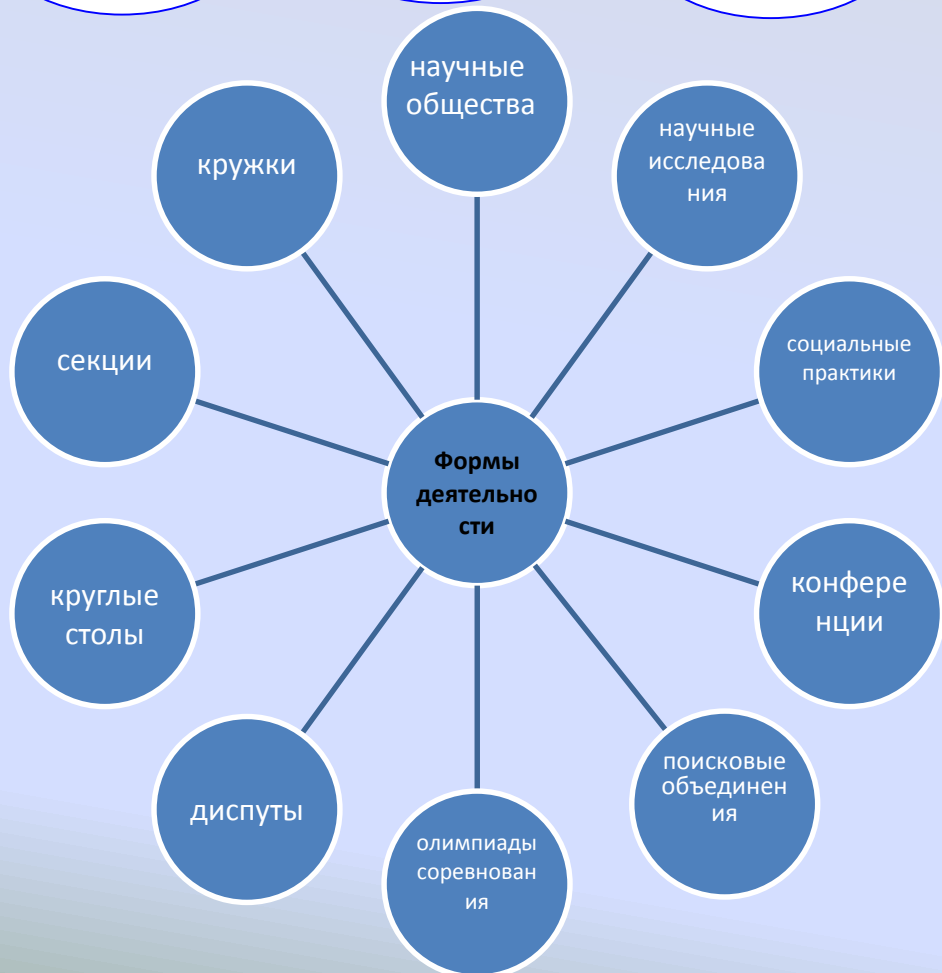 научные
общества
научные
исследова
ния
кружки
социальные
практики
секции
Формы
деятельно
сти
конфере
нции
круглые
столы
поисковые
объединен
ия
диспуты
олимпиады
соревнован
ия